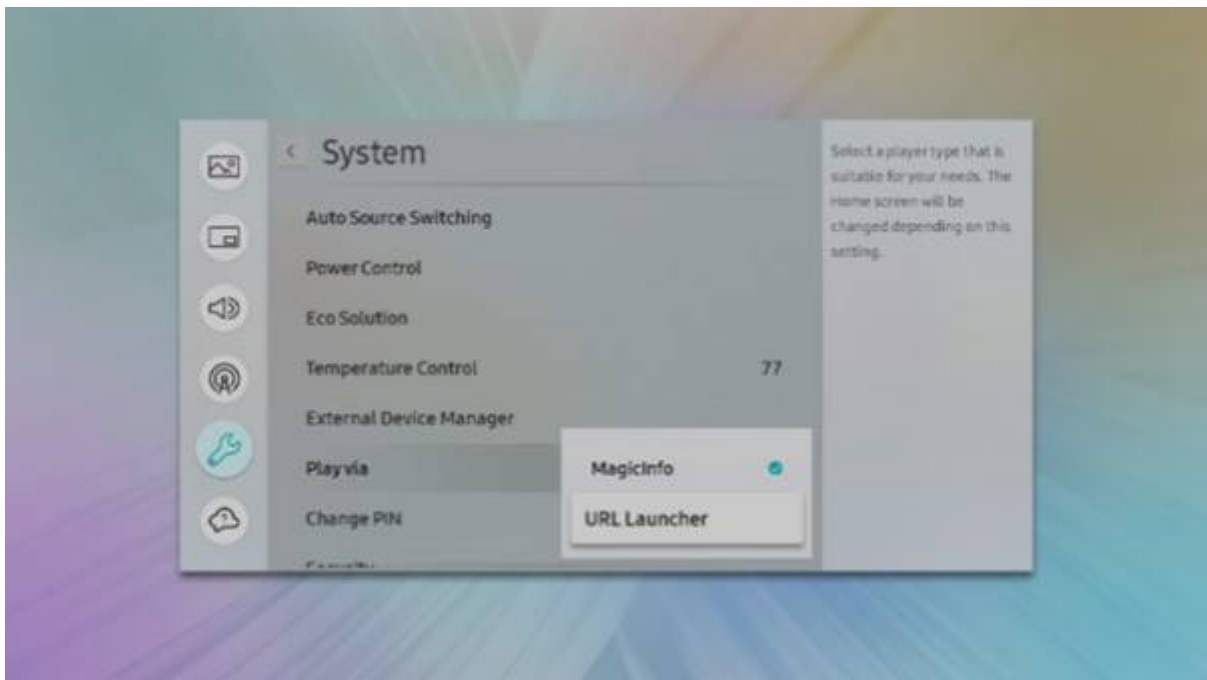 System
Auto Source Switching
Power Control
Eco Solution
Temperature Control 77
External Device Manager
Play via
MagicInfo
Change PIN
URL Launcher
Security
Select a player type that is
suitable for your needs. The
Home screen will be
changed depending on this
setting.